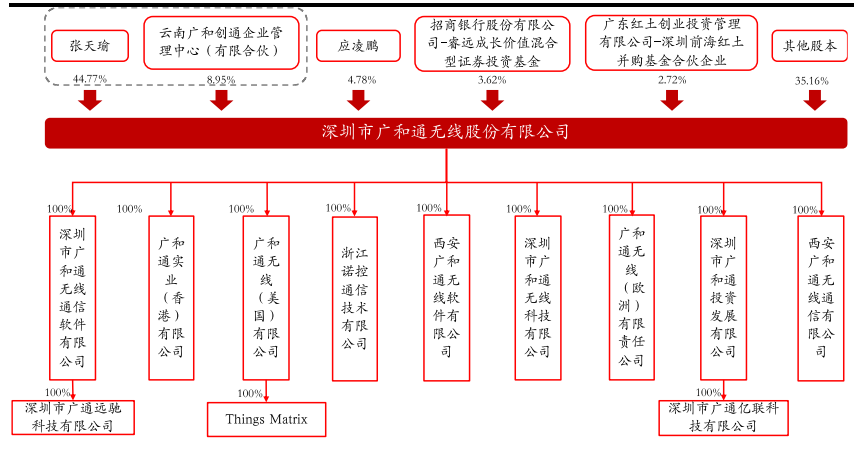 张天瑜
云南广和创通企业管
理中心（有限合伙）
应凌鹏
招商银行股份有限公
司-睿远成长价值混合
型证券投资基金
广东红土创业投资管理
有限公司-深圳前海红土
并购基金合伙企业
其他股本
44.77%
8.95%
4.78%
3.62%
2.72%
35.16%
深圳市广和通无线股份有限公司
100%
100%
100%
100%
100%
100%
100%
100%
100%
深圳
市广
和通
无线
通信
软件
有限
公司
广和
通实
业
（香
港）
有限
公司
广和
通无
线
（美
国）
有限
公司
浙江
诺控
通信
技术
有限
公司
西安
广和
通无
线软
件有
限公
司
深圳
市广
和通
无线
科技
有限
公司
广和
通无
线
（欧
洲）
有限
责任
公司
深圳
市广
和通
投资
发展
有限
公司
西安
广和
通无
线通
信有
限公
司
100%
100%
100%
深圳市广通远驰
科技有限公司
Things Matrix
深圳市广通亿联科
技有限公司